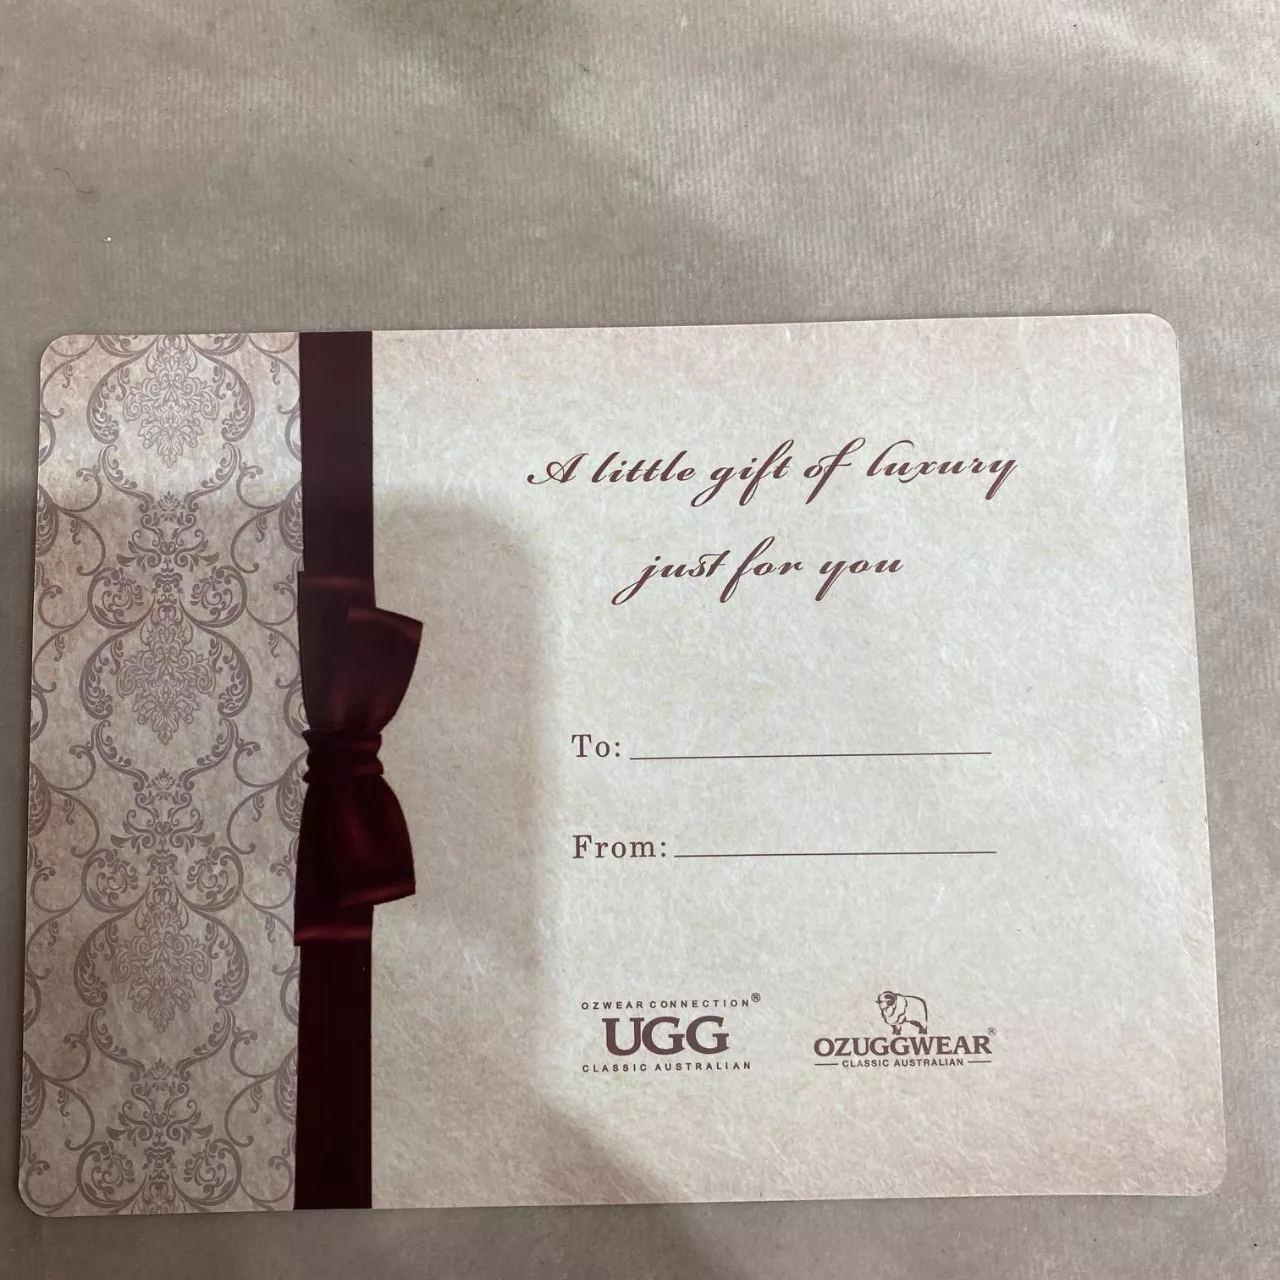 A little gift of luxury
just for you
To:
From:
OZWEAR CONNECTION®
UGG
CLASSIC AUSTRALIAN
OZUGGWEAR®
CLASSIC AUSTRALIAN